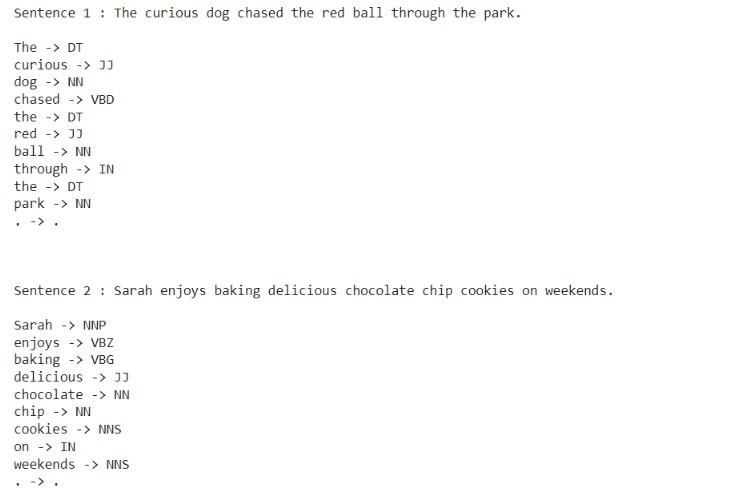 Sentence 1 : The curious dog chased the red ball through the park.
The -> DT
curious -> JJ
dog -> NN
chased -> VBD
the -> DT
red -> JJ
ball -> NN
through -> IN
the -> DT
park -> NN
. -> .
Sentence 2 : Sarah enjoys baking delicious chocolate chip cookies on weekends.
Sarah -> NNP
enjoys -> VBZ
baking -> VBG
delicious -> JJ
chocolate -> NN
chip -> NN
cookies -> NNS
on -> IN
weekends -> NNS
. -> .